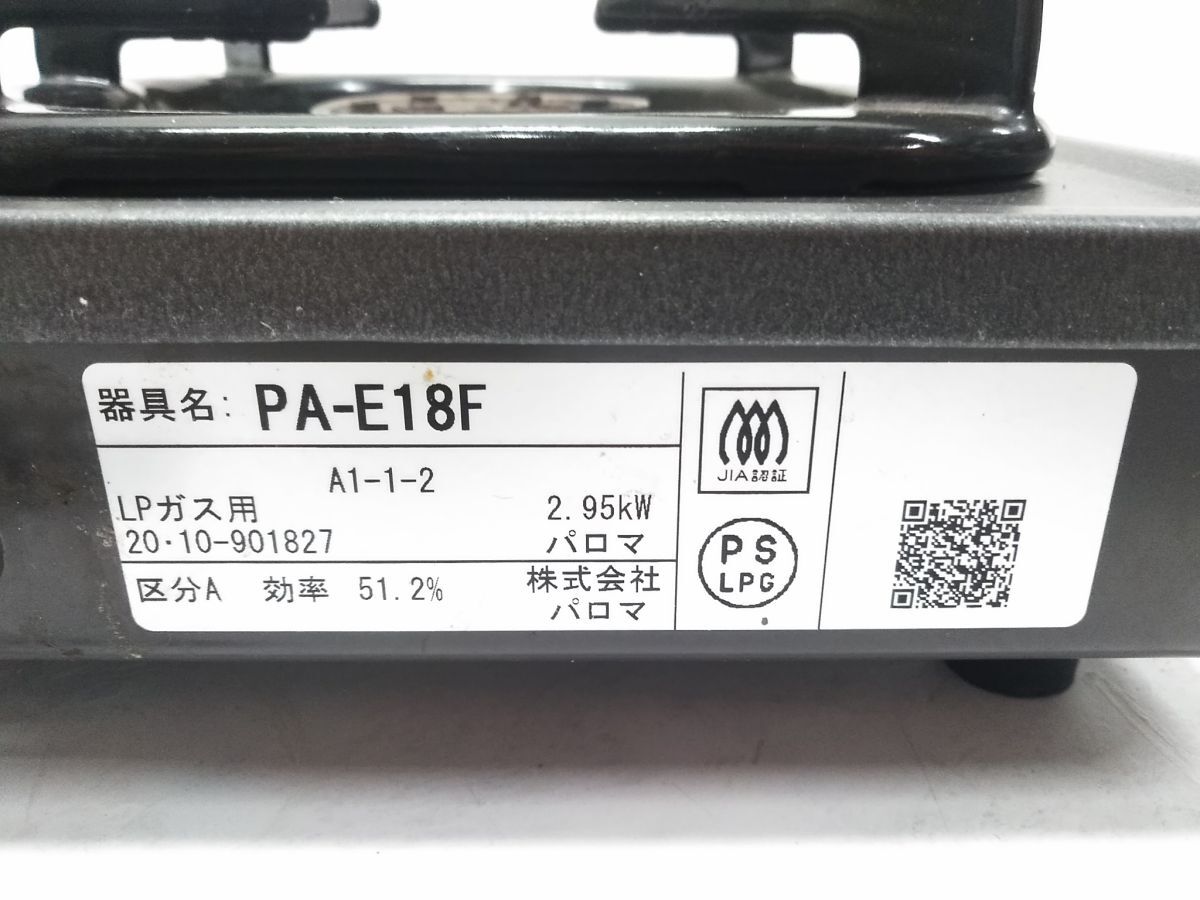 器具名: PA-E18F
A1-1-2
LPガス用 2.95kW
20・10-901827 パロマ
区分A 効率 51.2% 株式会社
パロマ
JIA認証
PS
LPG